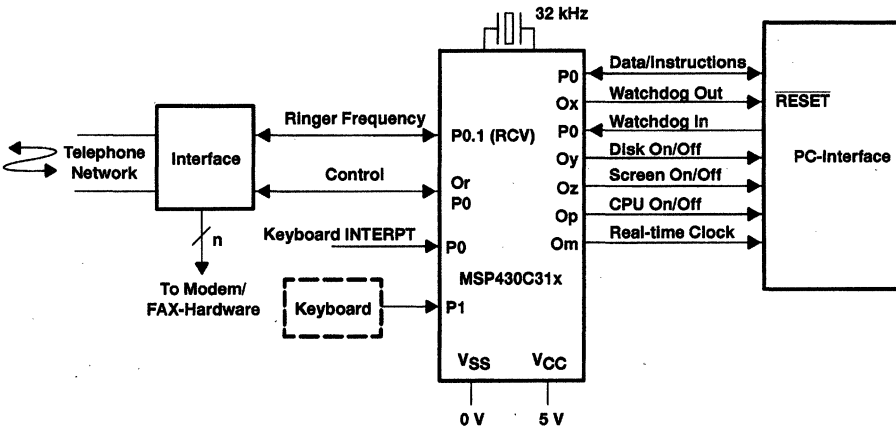 32 kHz
Data/Instructions
P0
Ox
Watchdog Out
RESET
Ringer Frequency
P0.1 (RCV)
P0
Watchdog In
Telephone
Network
Interface
Oy
Disk On/Off
PC-Interface
Control
Or
P0
Oz
Screen On/Off
Op
CPU On/Off
n
Keyboard INTERPT
P0
Om
Real-time Clock
To Modem/
FAX-Hardware
MSP430C31x
Keyboard
P1
VSS
VCC
0 V
5 V